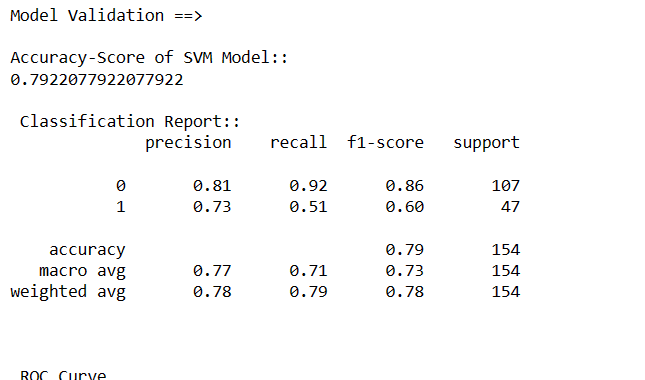 Model Validation ==>
Accuracy-Score of SVM Model::
0.7922077922077922
Classification Report::
precision recall f1-score support
0 0.81 0.92 0.86 107
1 0.73 0.51 0.60 47
accuracy 0.79 154
macro avg 0.77 0.71 0.73 154
weighted avg 0.78 0.79 0.78 154
ROC Curve